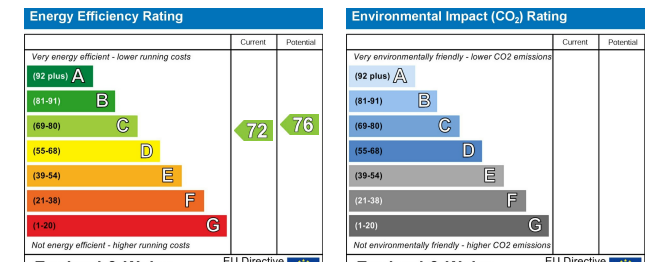 Energy Efficiency Rating
Current Potential
Very energy efficient - lower running costs
(92 plus) A
(81-91) B
(69-80) C
72 76
(55-68) D
(39-54) E
(21-38) F
(1-20) G
Not energy efficient - higher running costs
EU Directive
Environmental Impact (CO2) Rating
Current Potential
Very environmentally friendly - lower CO2 emissions
(92 plus) A
(81-91) B
(69-80) C
(55-68) D
(39-54) E
(21-38) F
(1-20) G
Not environmentally friendly - higher CO2 emissions
EU Directive